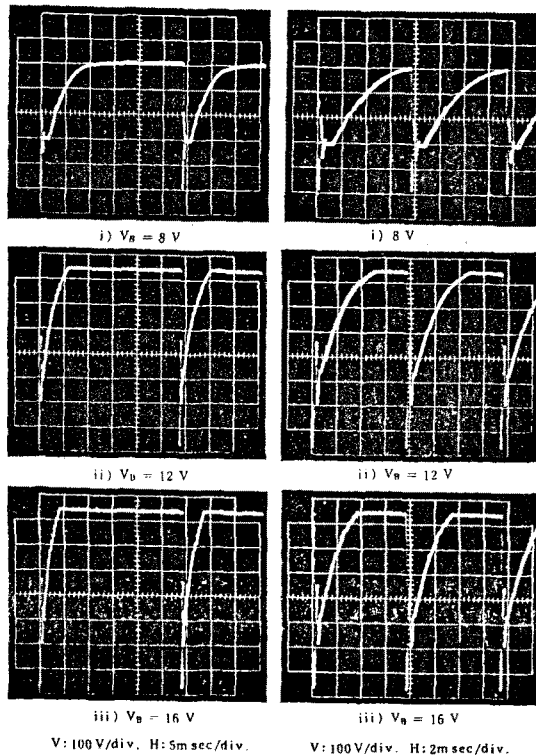 i) V_B = 8 V
i) 8 V
ii) V_B = 12 V
ii) V_B = 12 V
iii) V_B = 16 V
iii) V_B = 16 V
V: 100 V/div. H: 5m sec/div.
V: 100 V/div. H: 2m sec/div.